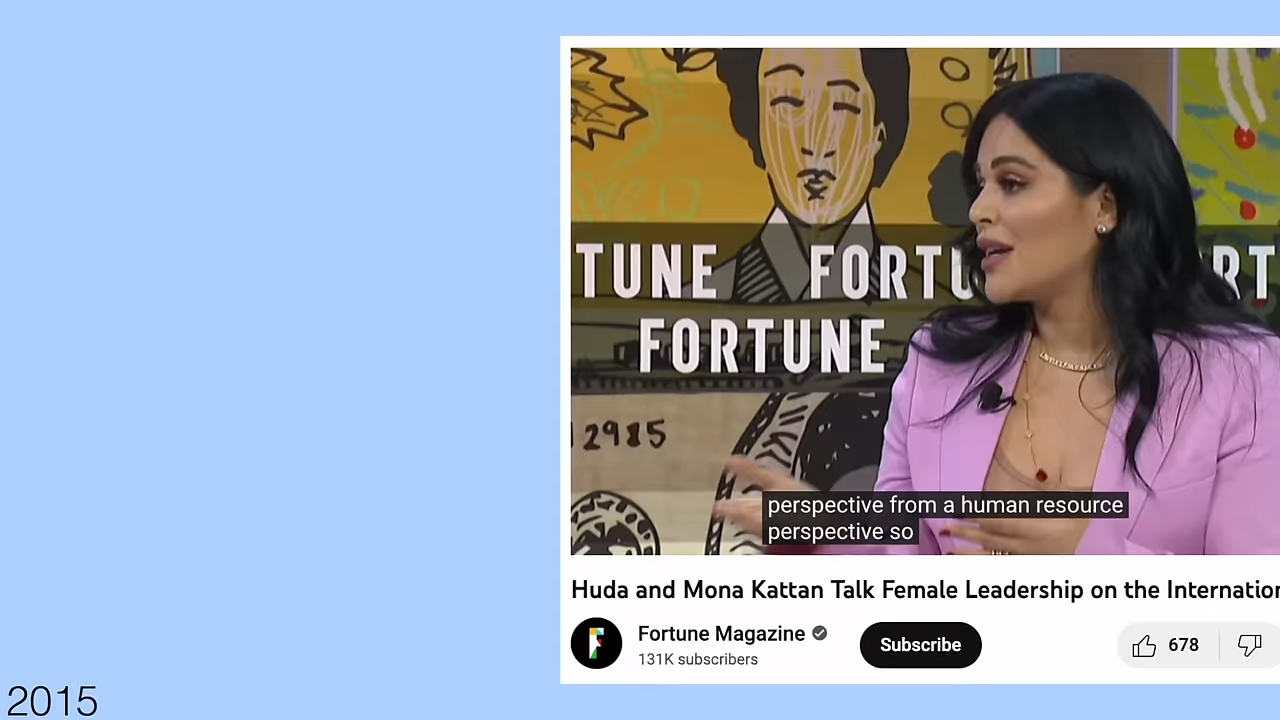 TUNE FORTU RT
FORTUNE
12985
perspective from a human resource
perspective so
Huda and Mona Kattan Talk Female Leadership on the Internation
Fortune Magazine
131K subscribers
Subscribe
678
2015